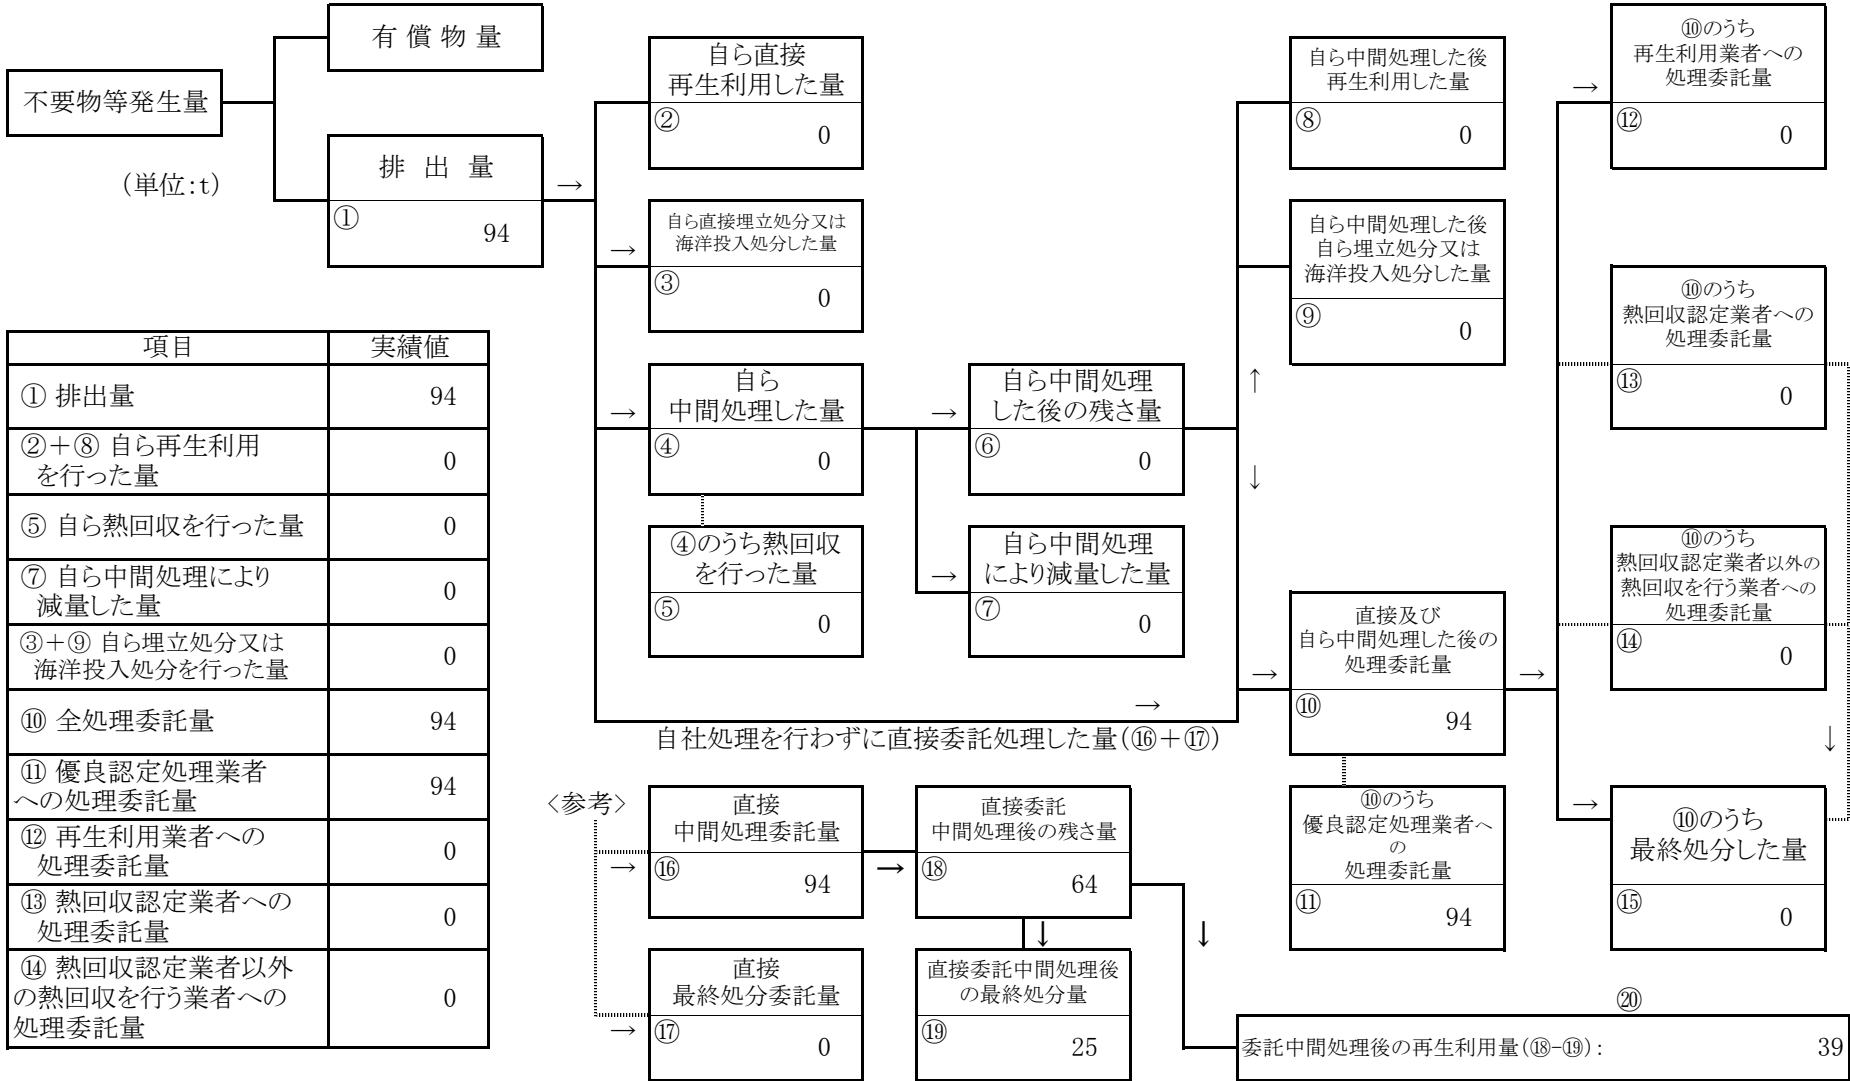 有 償 物 量
不要物等発生量
排 出 量
① 94
(単位:t)
→
自ら直接
再生利用した量
② 0
→
自ら直接埋立処分又は
海洋投入処分した量
③ 0
→
自ら
中間処理した量
④ 0
④のうち熱回収
を行った量
⑤ 0
→
自ら中間処理
した後の残さ量
⑥ 0
→
自ら中間処理
により減量した量
⑦ 0
自ら中間処理した後
再生利用した量
⑧ 0
自ら中間処理した後
自ら埋立処分又は
海洋投入処分した量
⑨ 0
↑
↓
→
直接及び
自ら中間処理した後の
処理委託量
⑩ 94
⑩のうち
優良認定処理業者へ
の
処理委託量
⑪ 94
→
→
⑩のうち
再生利用業者への
処理委託量
⑫ 0
⑩のうち
熱回収認定業者への
処理委託量
⑬ 0
⑩のうち
熱回収認定業者以外の
熱回収を行う業者への
処理委託量
⑭ 0
↓
→
⑩のうち
最終処分した量
⑮ 0
→
自社処理を行わずに直接委託処理した量(⑯+⑰)
〈参考〉
→
直接
中間処理委託量
⑯ 94
→
直接
最終処分委託量
⑰ 0
→
直接委託
中間処理後の残さ量
⑱ 64
↓
直接委託中間処理後
の最終処分量
⑲ 25
↓
⑳
委託中間処理後の再生利用量(⑱-⑲): 39
項目 実績値
① 排出量 94
②+⑧ 自ら再生利用
を行った量 0
⑤ 自ら熱回収を行った量 0
⑦ 自ら中間処理により
減量した量 0
③+⑨ 自ら埋立処分又は
海洋投入処分を行った量 0
⑩ 全処理委託量 94
⑪ 優良認定処理業者
への処理委託量 94
⑫ 再生利用業者への
処理委託量 0
⑬ 熱回収認定業者への
処理委託量 0
⑭ 熱回収認定業者以外
の熱回収を行う業者への
処理委託量 0